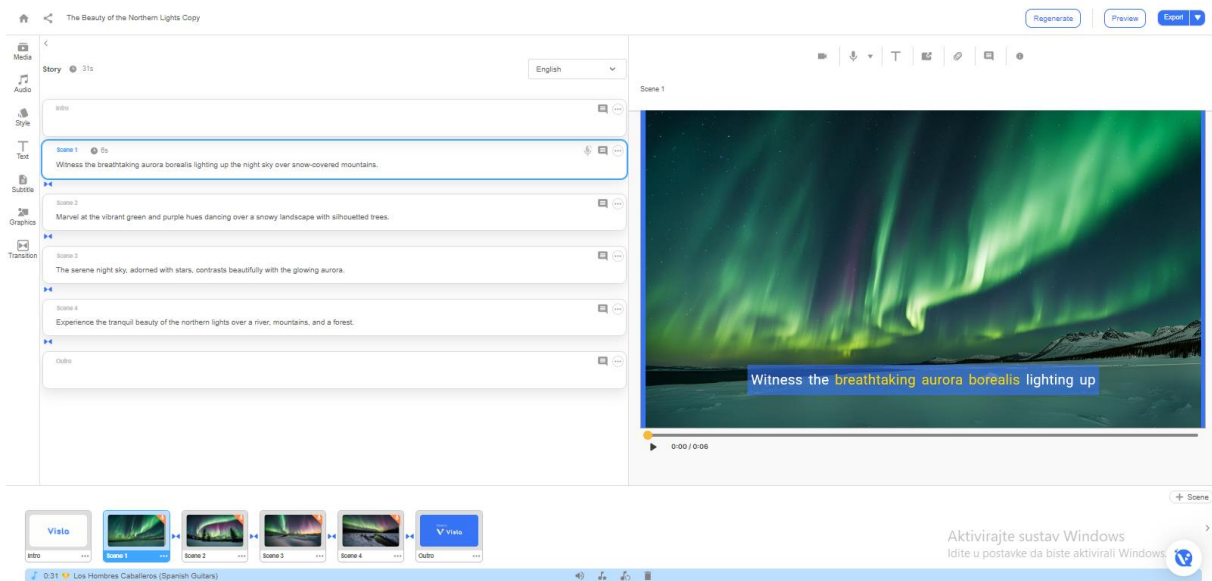 The Beauty of the Northern Lights Copy
Regenerate
Preview
Export
Media
Audio
Style
Text
Subtitle
Graphics
Transition
Story 31s
English
Intro
Scene 1 6s
Witness the breathtaking aurora borealis lighting up the night sky over snow-covered mountains.
Scene 2
Marvel at the vibrant green and purple hues dancing over a snowy landscape with silhouetted trees.
Scene 3
The serene night sky, adorned with stars, contrasts beautifully with the glowing aurora.
Scene 4
Experience the tranquil beauty of the northern lights over a river, mountains, and a forest.
Outro
Scene 1
Witness the breathtaking aurora borealis lighting up
0:00 / 0:06
+ Scene
Visla
Intro
Scene 1
Scene 2
Scene 3
Scene 4
Visla
Outro
Aktivirajte sustav Windows
Idite u postavke da biste aktivirali Windows.
0:31 Los Hombres Caballeros (Spanish Guitars)